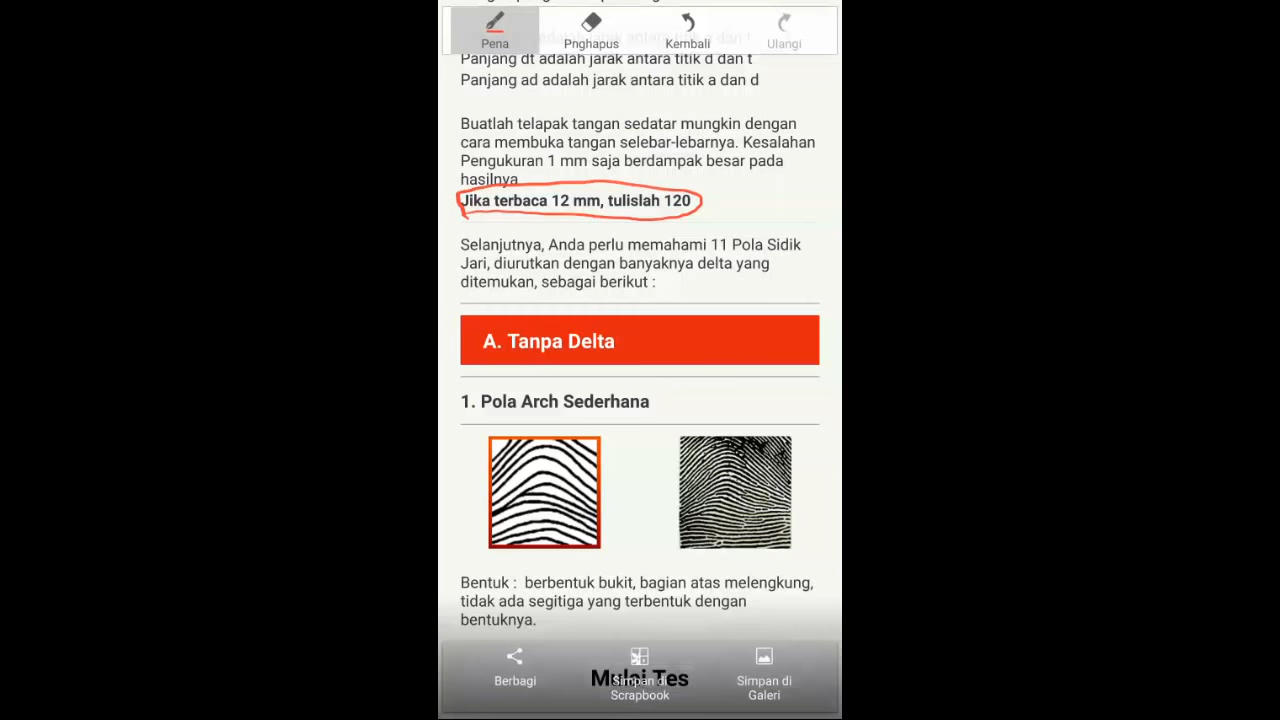 Pena
Pnghapus
Kembali
Ulangi
Panjang dt adalah jarak antara titik d dan t
Panjang ad adalah jarak antara titik a dan d
Buatlah telapak tangan sedatar mungkin dengan
cara membuka tangan selebar-lebarnya. Kesalahan
Pengukuran 1 mm saja berdampak besar pada
hasilnya
Jika terbaca 12 mm, tulislah 120
Selanjutnya, Anda perlu memahami 11 Pola Sidik
Jari, diurutkan dengan banyaknya delta yang
ditemukan, sebagai berikut :
A. Tanpa Delta
1. Pola Arch Sederhana
Bentuk : berbentuk bukit, bagian atas melengkung,
tidak ada segitiga yang terbentuk dengan
bentuknya.
Mulai Tes
Berbagi
Simpan di
Scrapbook
Simpan di
Galeri